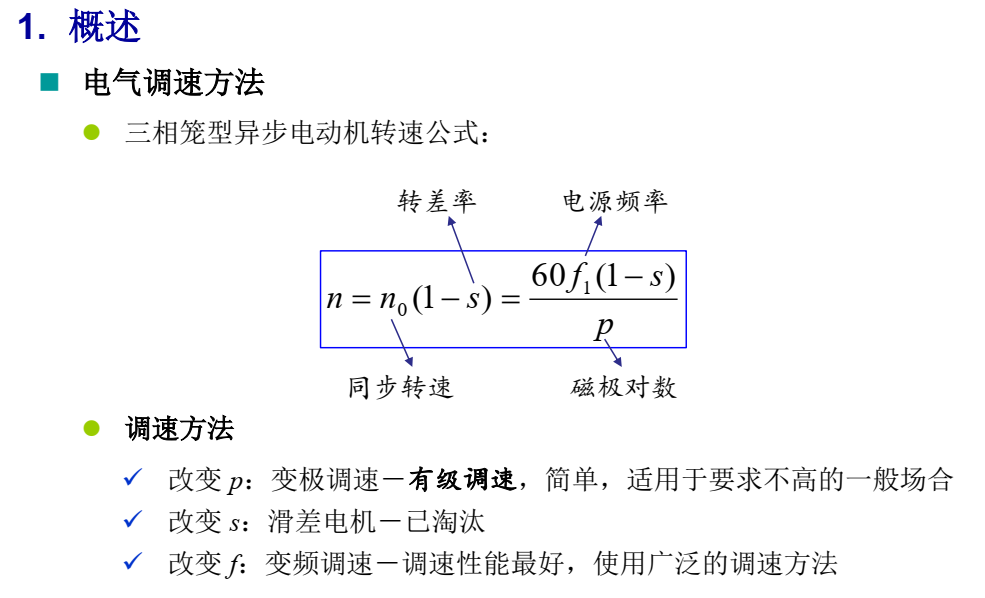 1. 概述
电气调速方法
三相笼型异步电动机转速公式：
转差率 电源频率
n = n₀(1 − s) = 60f₁(1 − s) / p
同步转速 磁极对数
调速方法
改变 p：变极调速－有级调速，简单，适用于要求不高的一般场合
改变 s：滑差电机－已淘汰
改变 f：变频调速－调速性能最好，使用广泛的调速方法